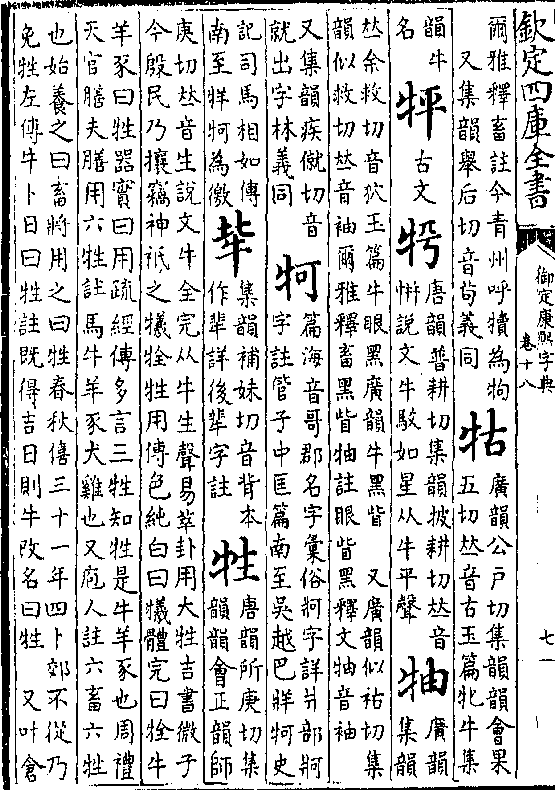 欽定四庫全書
御定康熙字典
卷十八
七
爾雅釋畜註今青州呼犢為㸸
又集韻舉后切音苟義同
牯
廣韻公戶切集韻韻會果
五切𠀤音古玉篇牝牛集
韻牛
名
㸹
古文
唐韻普耕切集韻披耕切𠀤音
怦說文牛駁如星从牛平聲
牰
廣韻
集韻
𠀤余救切音狖玉篇牛眼黑廣韻牛黑眥 又廣韻似祐切集
韻似救切𠀤音袖爾雅釋畜黑眥牰註眼眥黑釋文牰音袖
又集韻疾僦切音
就出字林義同
牁
篇海音哥郡名字彙俗牁字詳爿部牁
字註管子中匡篇南至吳越巴牂牁史
記司馬相如傳
南至牂牁為徼
集韻補妹切音背本
作輩詳後輩字註
牲
唐韻所庚切集
韻韻會正韻師
庚切𠀤音生說文牛全完从牛生聲易萃卦用大牲吉書微子
今殷民乃攘竊神祇之犧牷牲用傳色純白曰犧體完曰牷牛
羊豕曰牲器實曰用疏經傳多言三牲知牲是牛羊豕也周禮
天官膳夫膳用六牲註馬牛羊豕犬雞也又庖人註六畜六牲
也始養之曰畜將用之曰牲春秋僖三十一年四卜郊不從乃
免牲左傳牛卜日曰牲註既得吉日則牛改名曰牲 又叶倉